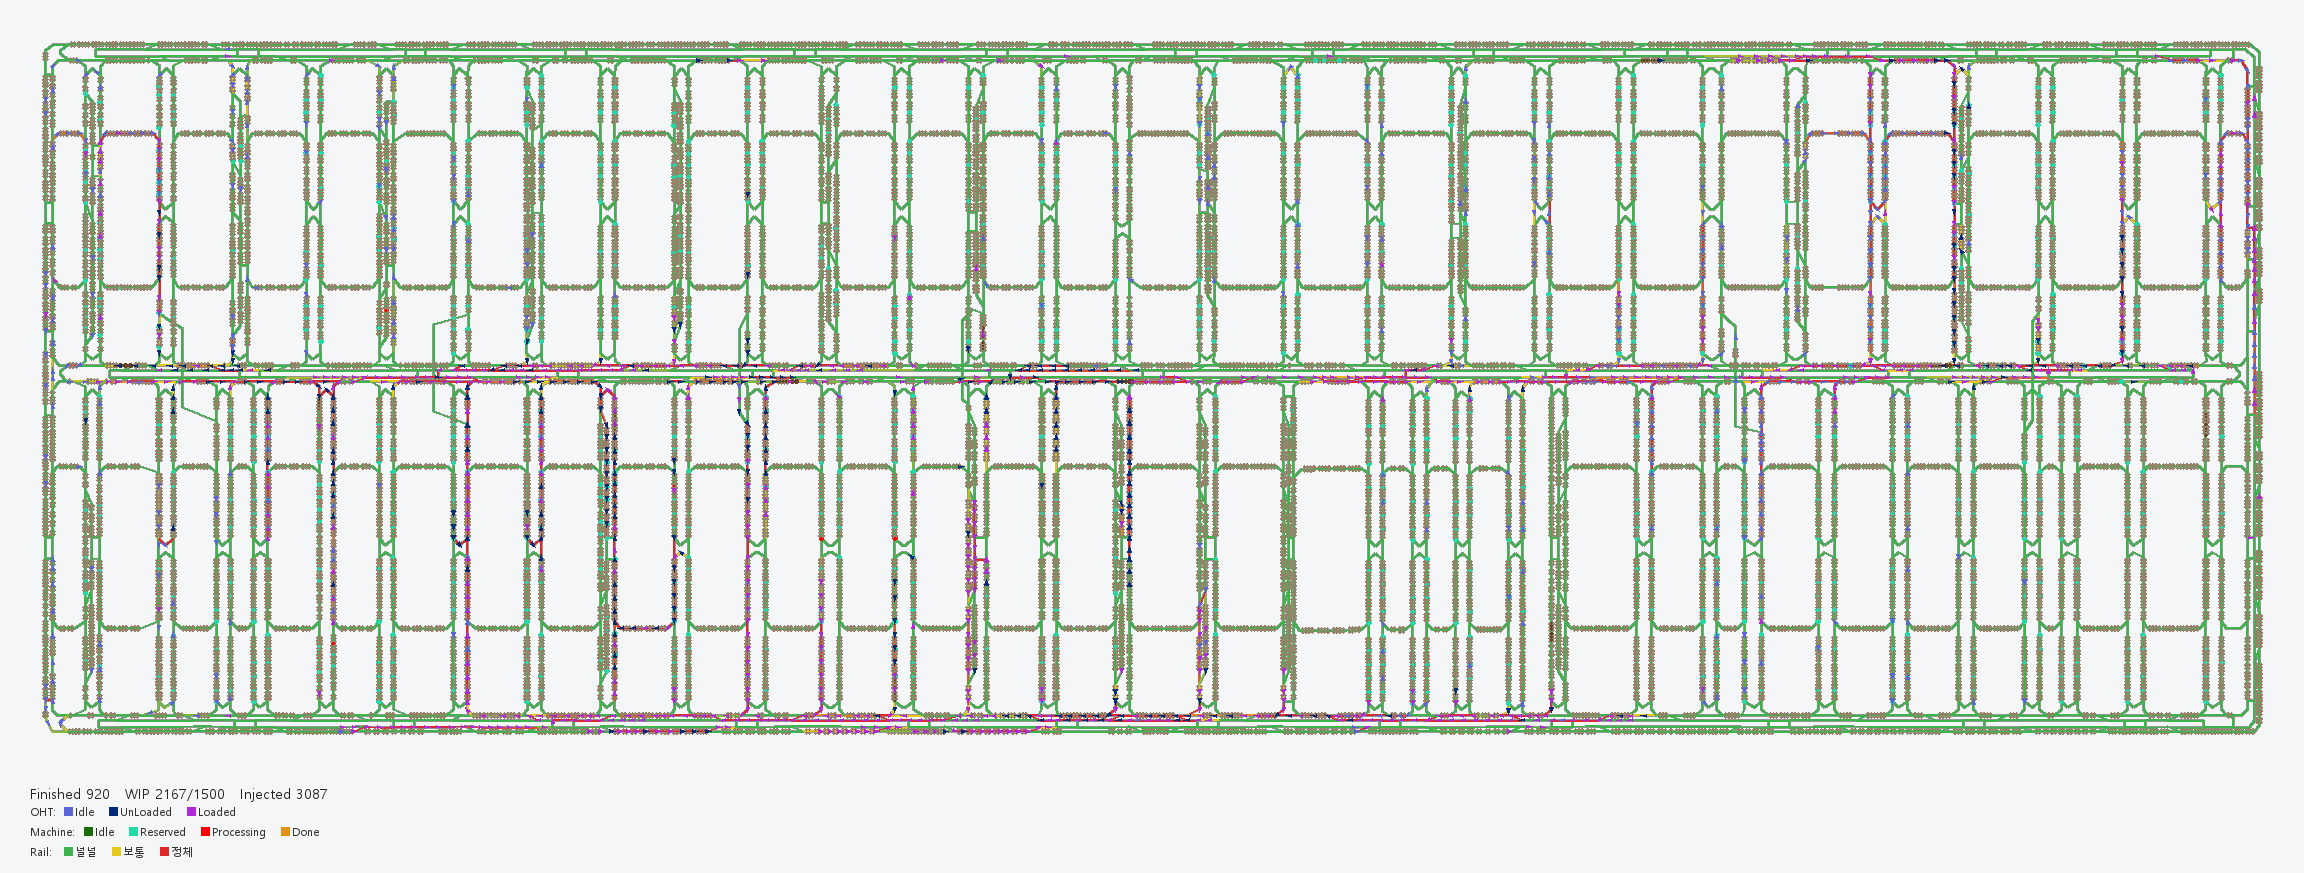 Finished 920 WIP 2167/1500 Injected 3087
OHT: Idle UnLoaded Loaded
Machine: Idle Reserved Processing Done
Rail: 널널 보통 정체